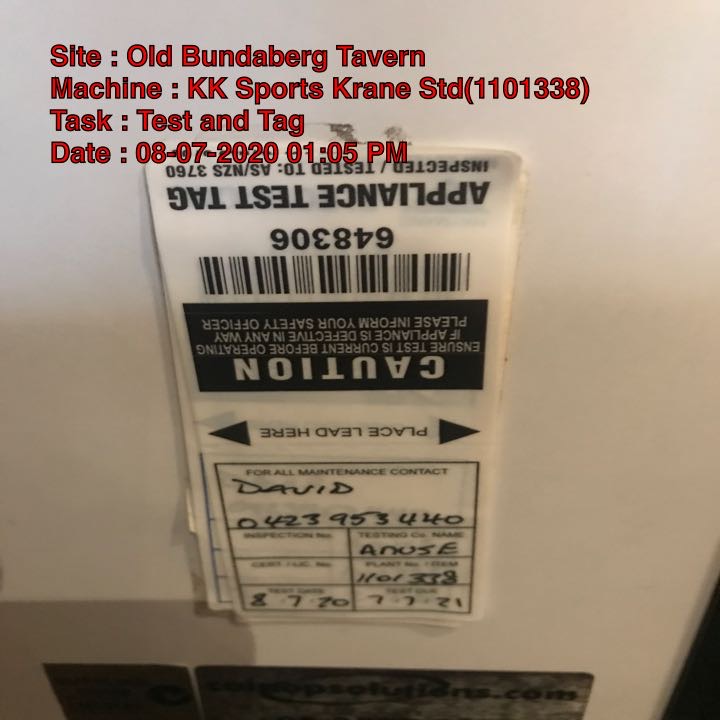 Site : Old Bundaberg Tavern
Machine : KK Sports Krane Std(1101338)
Task : Test and Tag
Date : 08-07-2020 01:05 PM
INSPECTED / TESTED TO: AS/NZS 3760
APPLIANCE TEST TAG
648306
PLEASE INFORM YOUR SAFETY OFFICER
IF APPLIANCE IS DEFECTIVE IN ANY WAY
ENSURE TEST IS CURRENT BEFORE OPERATING
CAUTION
PLACE LEAD HERE
FOR ALL MAINTENANCE CONTACT
DAVID
0423953440
INSPECTION No. TESTING Co. NAME
AMUSE
CERT / LIC. No. PLANT No. / ITEM
1101338
TEST DATE TEST DUE
8.7.20 7.7.21
coinopsolutions.com